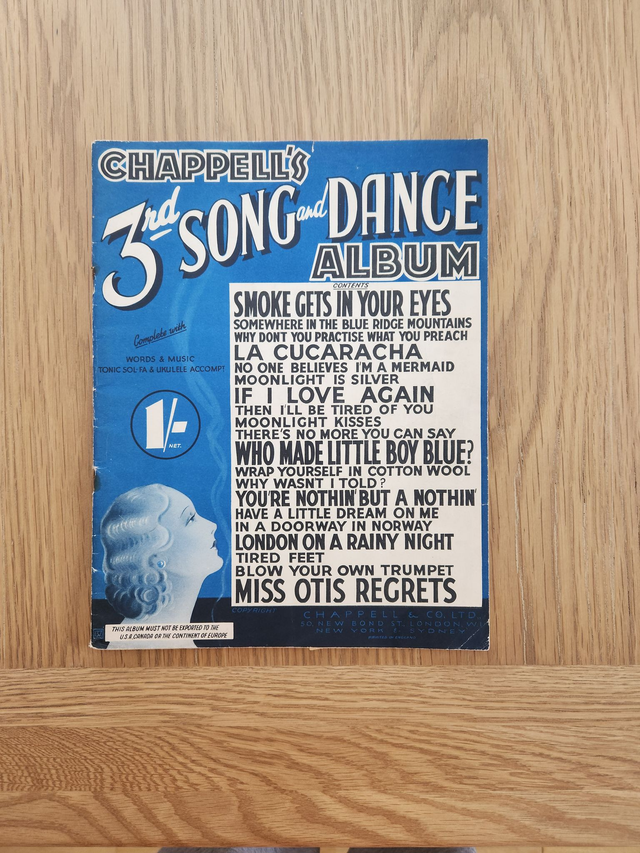 CHAPPELL'S
3rd SONG and DANCE
ALBUM
CONTENTS
SMOKE GETS IN YOUR EYES
SOMEWHERE IN THE BLUE RIDGE MOUNTAINS
WHY DON'T YOU PRACTISE WHAT YOU PREACH
LA CUCARACHA
NO ONE BELIEVES I'M A MERMAID
MOONLIGHT IS SILVER
IF I LOVE AGAIN
THEN I'LL BE TIRED OF YOU
MOONLIGHT KISSES
THERE'S NO MORE YOU CAN SAY
WHO MADE LITTLE BOY BLUE?
WRAP YOURSELF IN COTTON WOOL
WHY WASN'T I TOLD?
YOU'RE NOTHIN' BUT A NOTHIN'
HAVE A LITTLE DREAM ON ME
IN A DOORWAY IN NORWAY
LONDON ON A RAINY NIGHT
TIRED FEET
BLOW YOUR OWN TRUMPET
MISS OTIS REGRETS
Complete with
WORDS & MUSIC
TONIC SOL-FA & UKULELE ACCOMPT
1/-
NET.
THIS ALBUM MUST NOT BE EXPORTED TO THE
U.S.A, CANADA OR THE CONTINENT OF EUROPE
COPYRIGHT
CHAPPELL & CO. LTD.
50, NEW BOND ST. LONDON, W.1
NEW YORK & SYDNEY